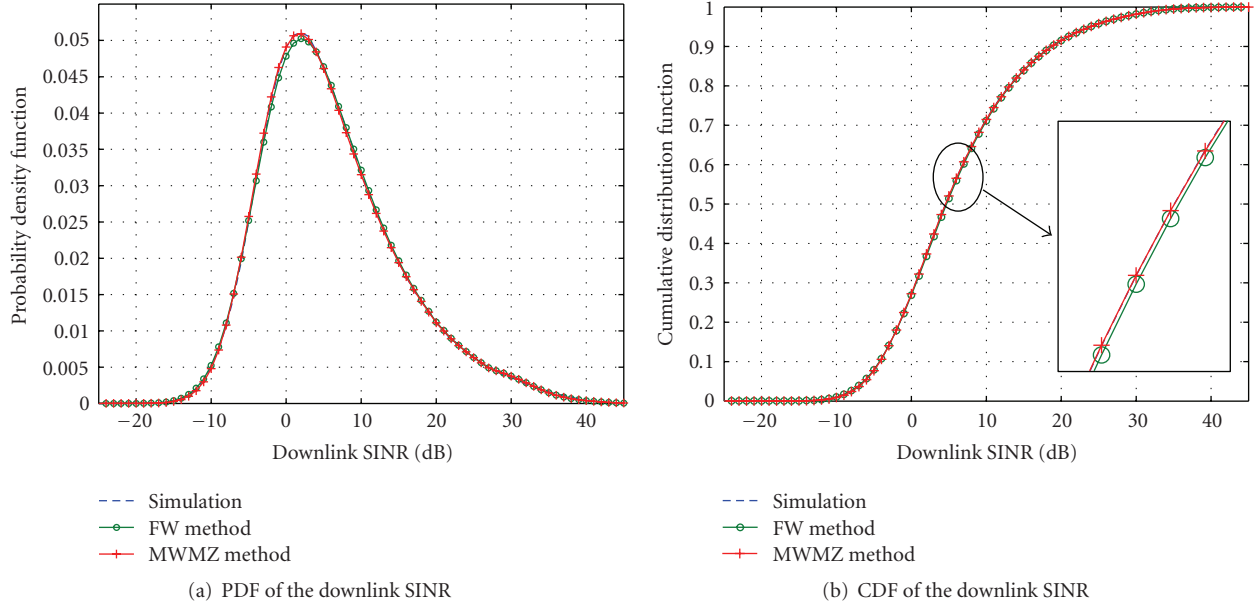 Probability density function
0.05
0.045
0.04
0.035
0.03
0.025
0.02
0.015
0.01
0.005
0
−20 −10 0 10 20 30 40
Downlink SINR (dB)
Simulation
FW method
MWMZ method
(a) PDF of the downlink SINR
Cumulative distribution function
1
0.9
0.8
0.7
0.6
0.5
0.4
0.3
0.2
0.1
0
−20 −10 0 10 20 30 40
Downlink SINR (dB)
Simulation
FW method
MWMZ method
(b) CDF of the downlink SINR